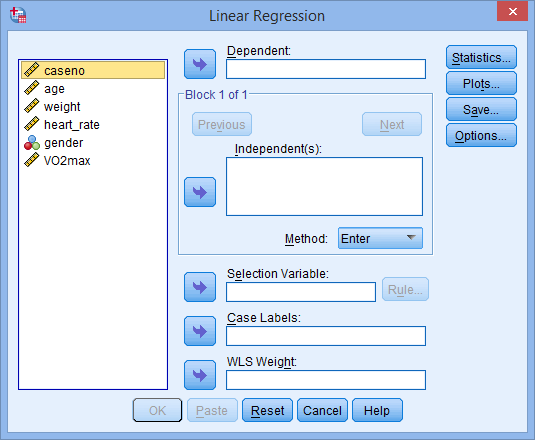 Linear Regression
caseno
age
weight
heart_rate
gender
VO2max
Dependent:
Block 1 of 1
Previous
Next
Independent(s):
Method:
Enter
Selection Variable:
Rule...
Case Labels:
WLS Weight:
Statistics...
Plots...
Save...
Options...
OK
Paste
Reset
Cancel
Help